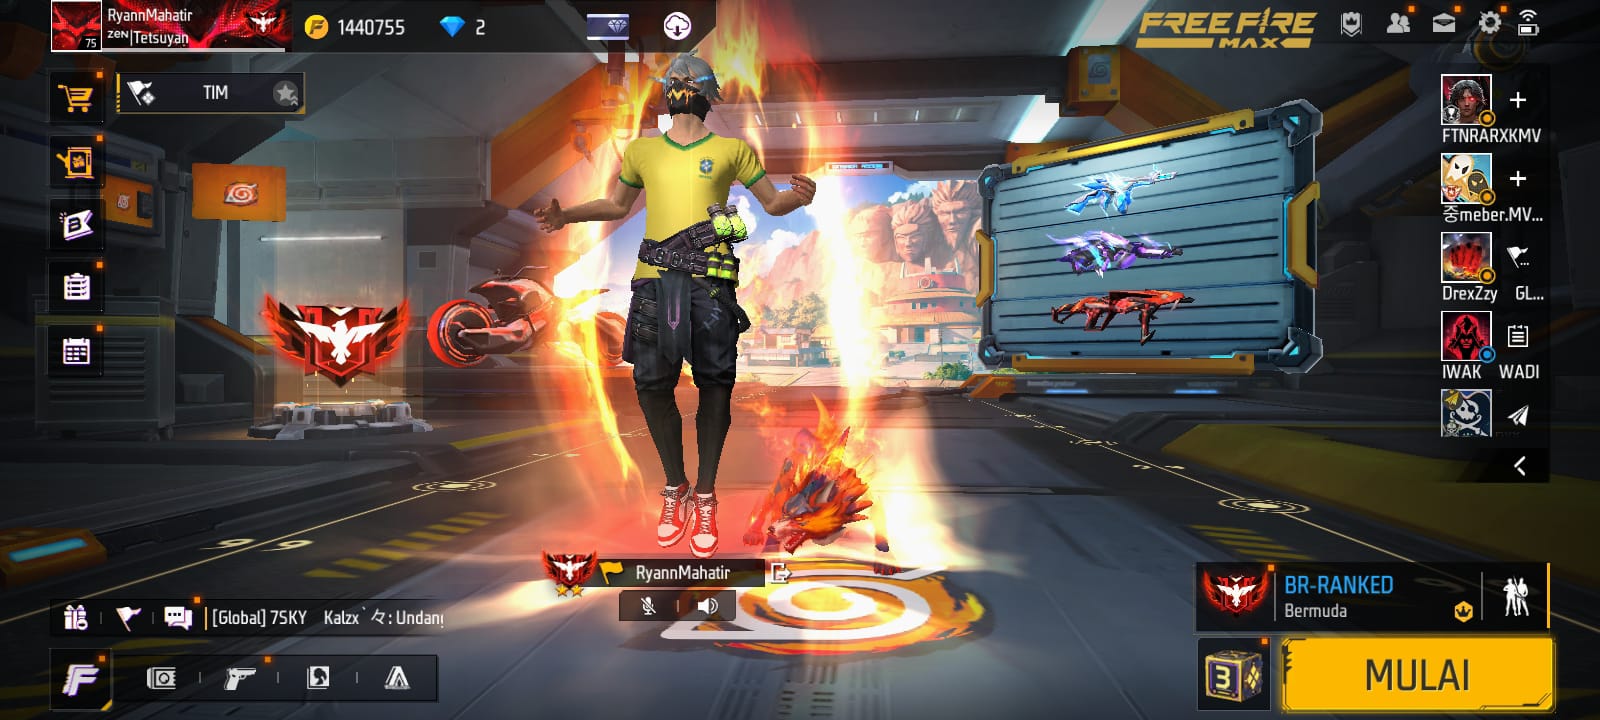 RyannMahatir
ZEN|Tetsuyan
75
1440755
2
FREE FIRE
MAX
TIM
FTNRARXKMV
중meber.MV...
DrexZzy GL...
IWAK WADI
RyannMahatir
[Global] 7SKY Kalzx`々: Undang
BR-RANKED
Bermuda
3
MULAI